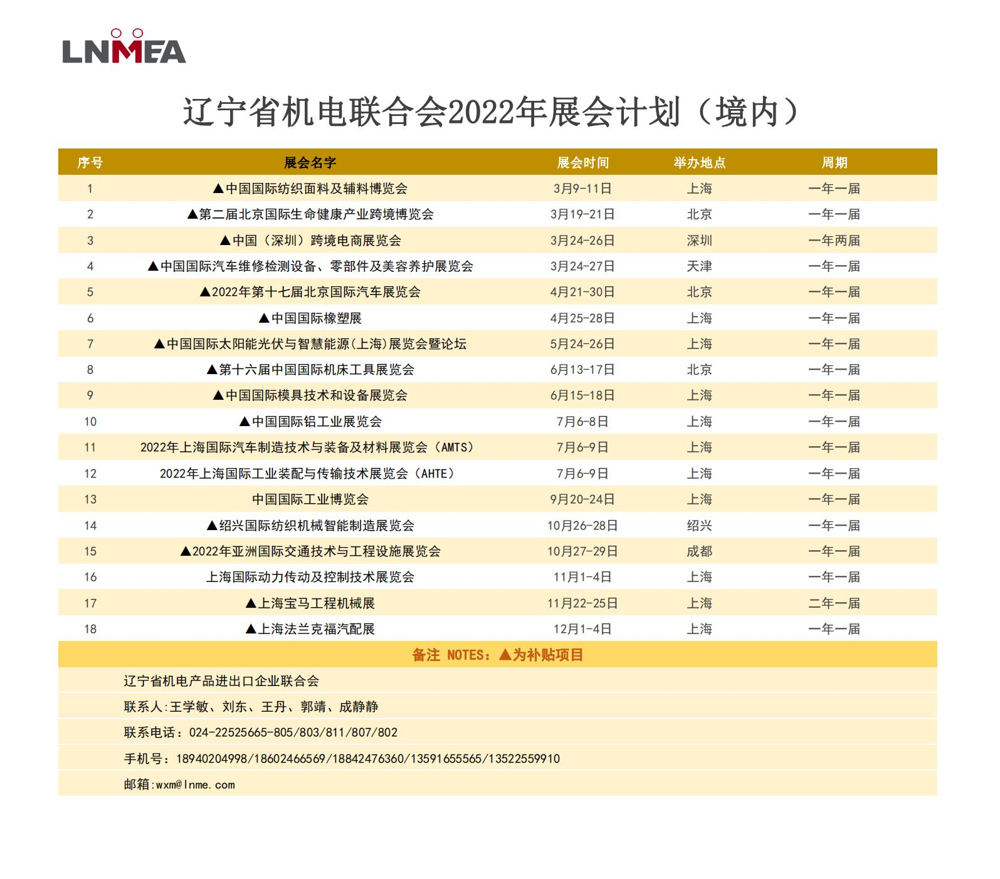 LNMEA
辽宁省机电联合会2022年展会计划（境内）
序号 展会名字 展会时间 举办地点 周期
1 ▲中国国际纺织面料及辅料博览会 3月9-11日 上海 一年一届
2 ▲第二届北京国际生命健康产业跨境博览会 3月19-21日 北京 一年一届
3 ▲中国（深圳）跨境电商展览会 3月24-26日 深圳 一年两届
4 ▲中国国际汽车维修检测设备、零部件及美容养护展览会 3月24-27日 天津 一年一届
5 ▲2022年第十七届北京国际汽车展览会 4月21-30日 北京 一年一届
6 ▲中国国际橡塑展 4月25-28日 上海 一年一届
7 ▲中国国际太阳能光伏与智慧能源(上海)展览会暨论坛 5月24-26日 上海 一年一届
8 ▲第十六届中国国际机床工具展览会 6月13-17日 北京 一年一届
9 ▲中国国际模具技术和设备展览会 6月15-18日 上海 一年一届
10 ▲中国国际铝工业展览会 7月6-8日 上海 一年一届
11 2022年上海国际汽车制造技术与装备及材料展览会（AMTS） 7月6-9日 上海 一年一届
12 2022年上海国际工业装配与传输技术展览会（AHTE） 7月6-9日 上海 一年一届
13 中国国际工业博览会 9月20-24日 上海 一年一届
14 ▲绍兴国际纺织机械智能制造展览会 10月26-28日 绍兴 一年一届
15 ▲2022年亚洲国际交通技术与工程设施展览会 10月27-29日 成都 一年一届
16 上海国际动力传动及控制技术展览会 11月1-4日 上海 一年一届
17 ▲上海宝马工程机械展 11月22-25日 上海 二年一届
18 ▲上海法兰克福汽配展 12月1-4日 上海 一年一届
备注 NOTES：▲为补贴项目
辽宁省机电产品进出口企业联合会
联系人:王学敏、刘东、王丹、郭靖、成静静
联系电话：024-22525665-805/803/811/807/802
手机号：18940204998/18602466569/18842476360/13591655565/13522559910
邮箱:wxm@lnme.com